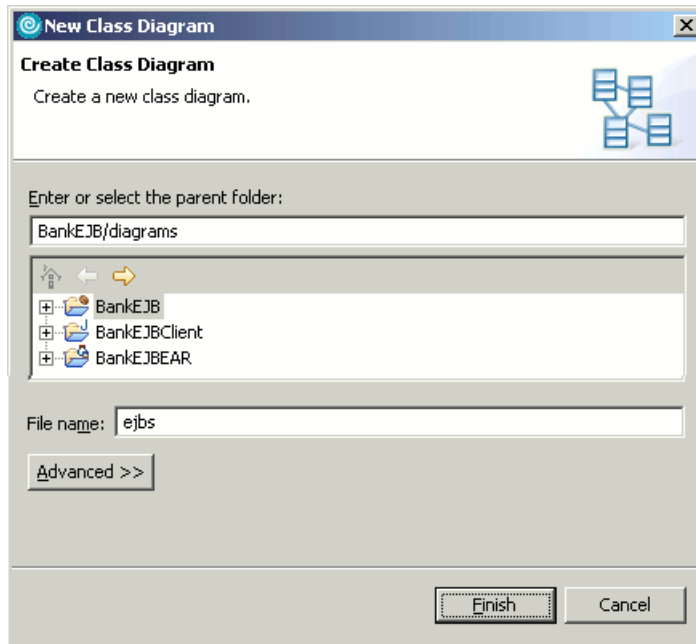 New Class Diagram
Create Class Diagram
Create a new class diagram.
Enter or select the parent folder:
BankEJB/diagrams
BankEJB
BankEJBClient
BankEJBEAR
File name: ejbs
Advanced >>
Finish Cancel